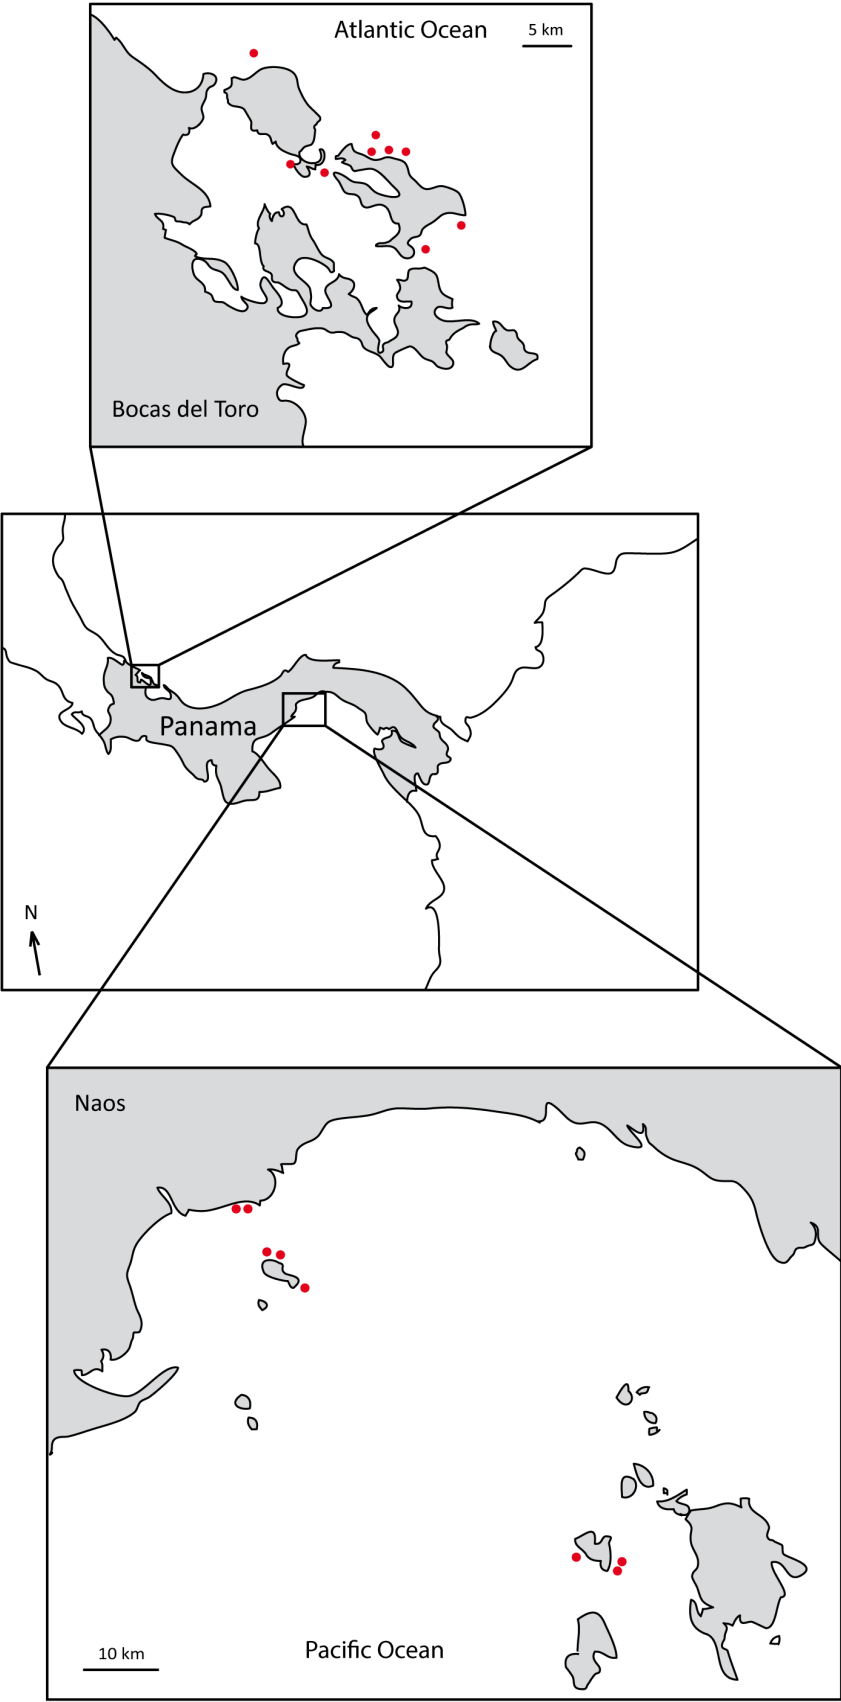 Atlantic Ocean
5 km
Bocas del Toro
Panama
N
Naos
10 km
Pacific Ocean